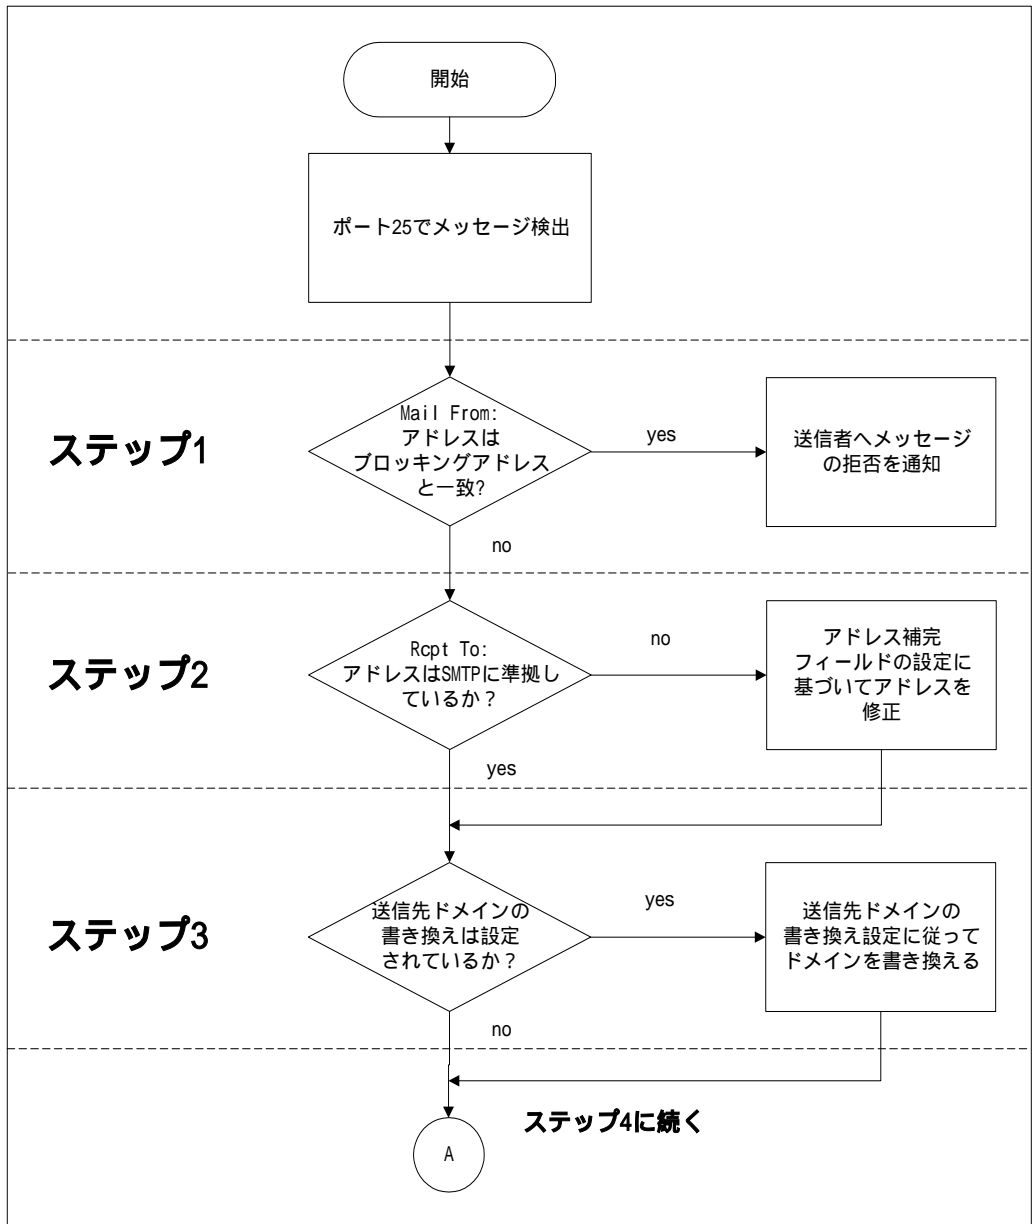 開始
ポート25でメッセージ検出
ステップ1
Mail From:
アドレスは
ブロッキングアドレス
と一致?
yes
送信者へメッセージ
の拒否を通知
no
ステップ2
Rcpt To:
アドレスはSMTPに準拠し
ているか？
no
アドレス補完
フィールドの設定に
基づいてアドレスを
修正
yes
ステップ3
送信先ドメインの
書き換えは設定
されているか？
yes
送信先ドメインの
書き換え設定に従って
ドメインを書き換える
no
ステップ4に続く
A